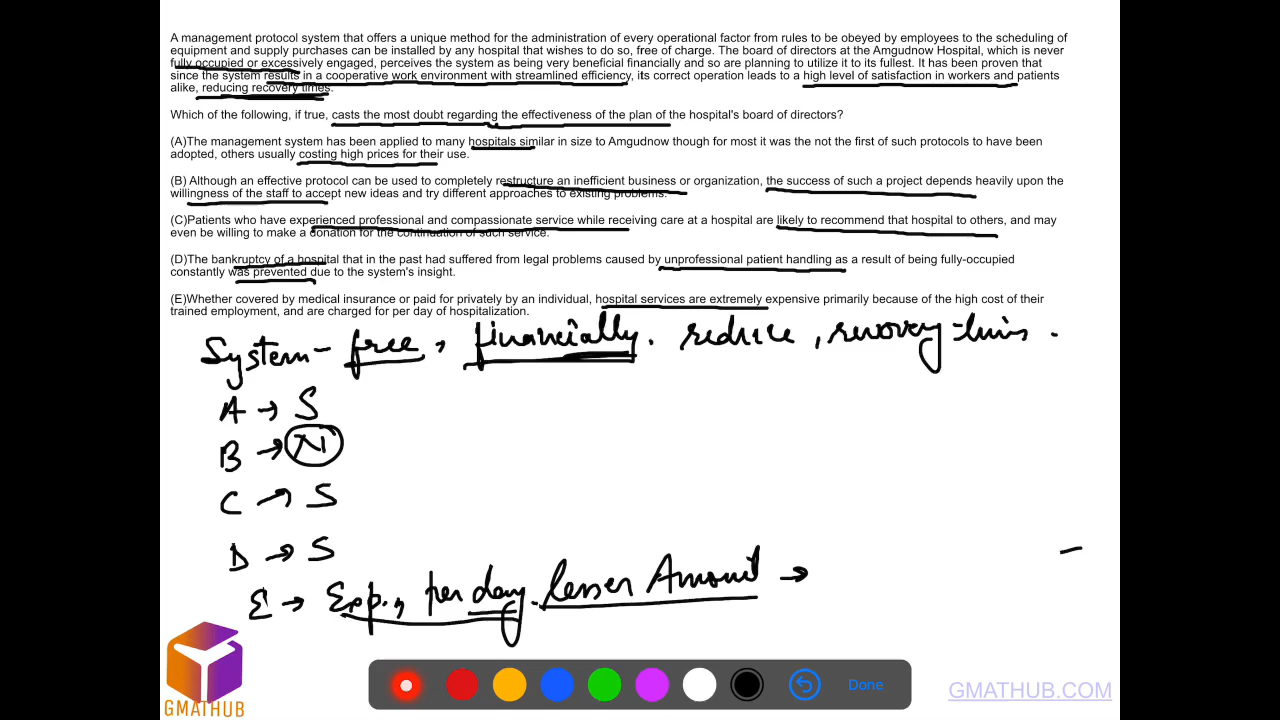 A management protocol system that offers a unique method for the administration of every operational factor from rules to be obeyed by employees to the scheduling of
equipment and supply purchases can be installed by any hospital that wishes to do so, free of charge. The board of directors at the Amgudnow Hospital, which is never
fully occupied or excessively engaged, perceives the system as being very beneficial financially and so are planning to utilize it to its fullest. It has been proven that
since the system results in a cooperative work environment with streamlined efficiency, its correct operation leads to a high level of satisfaction in workers and patients
alike, reducing recovery times.
Which of the following, if true, casts the most doubt regarding the effectiveness of the plan of the hospital's board of directors?
(A)The management system has been applied to many hospitals similar in size to Amgudnow though for most it was the not the first of such protocols to have been
adopted, others usually costing high prices for their use.
(B) Although an effective protocol can be used to completely restructure an inefficient business or organization, the success of such a project depends heavily upon the
willingness of the staff to accept new ideas and try different approaches to existing problems.
(C)Patients who have experienced professional and compassionate service while receiving care at a hospital are likely to recommend that hospital to others, and may
even be willing to make a donation for the continuation of such service.
(D)The bankruptcy of a hospital that in the past had suffered from legal problems caused by unprofessional patient handling as a result of being fully-occupied
constantly was prevented due to the system's insight.
(E)Whether covered by medical insurance or paid for privately by an individual, hospital services are extremely expensive primarily because of the high cost of their
trained employment, and are charged for per day of hospitalization.
System - free, financially. reduce, recovery-times.
A → S
B → N
C → S
D → S
E → Exp., per day. lesser Amount →
Done
GMATHUB
GMATHUB.COM